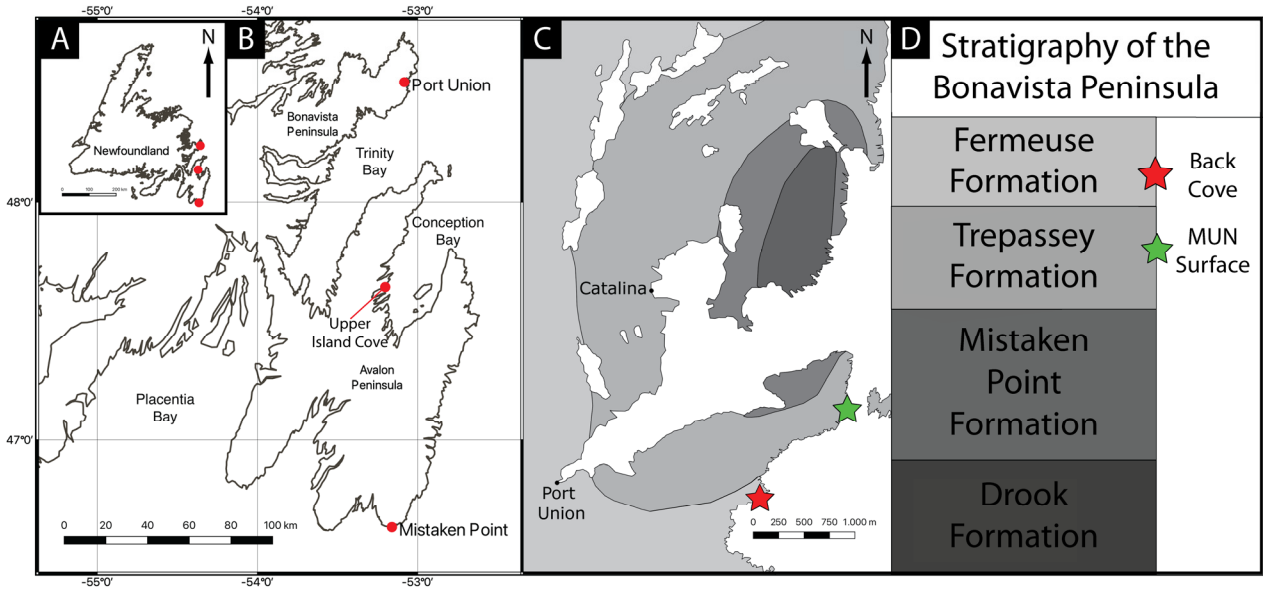 A
N
Newfoundland
0 100 200 km
B
-55°0'
-54°0'
-53°0'
Port Union
Bonavista
Peninsula
Trinity
Bay
48°0'
Conception
Bay
Upper
Island Cove
Avalon
Peninsula
Placentia
Bay
47°0'
0 20 40 60 80 100 km
Mistaken Point
-55°0'
-54°0'
-53°0'
C
N
Catalina
Port
Union
0 250 500 750 1.000 m
D
Stratigraphy of the
Bonavista Peninsula
Fermeuse
Formation
Back
Cove
Trepassey
Formation
MUN
Surface
Mistaken
Point
Formation
Drook
Formation